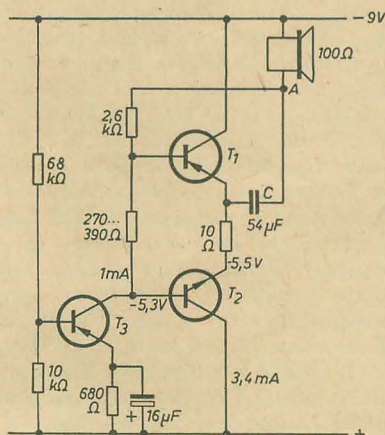 −9V
100Ω
A
2,6
kΩ
T1
68
kΩ
C
54µF
270...
390Ω
10
Ω
−5,5V
1mA
−5,3V
T2
T3
10
kΩ
680
Ω
+
16µF
3,4mA
+